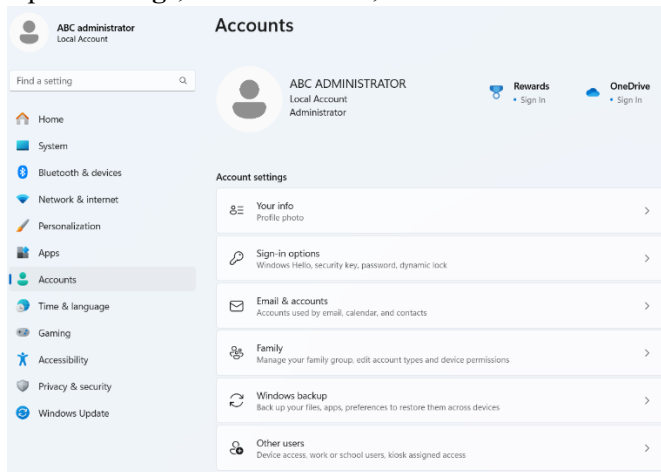 ABC administrator
Local Account
Find a setting
Home
System
Bluetooth & devices
Network & internet
Personalization
Apps
Accounts
Time & language
Gaming
Accessibility
Privacy & security
Windows Update
Accounts
ABC ADMINISTRATOR
Local Account
Administrator
Rewards
• Sign In
OneDrive
• Sign In
Account settings
Your info
Profile photo
Sign-in options
Windows Hello, security key, password, dynamic lock
Email & accounts
Accounts used by email, calendar, and contacts
Family
Manage your family group, edit account types and device permissions
Windows backup
Back up your files, apps, preferences to restore them across devices
Other users
Device access, work or school users, kiosk assigned access